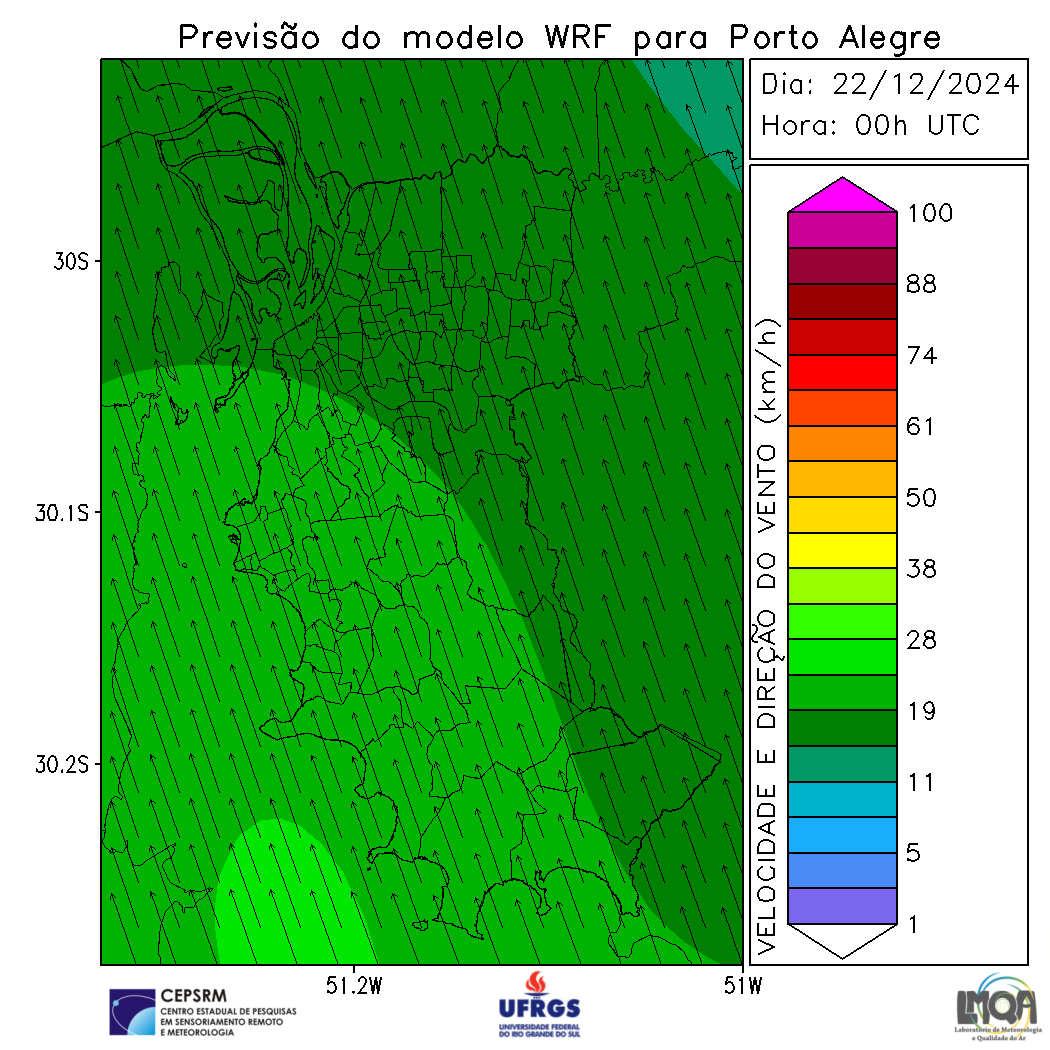 Previsão do modelo WRF para Porto Alegre
Dia: 22/12/2024
Hora: 00h UTC
30S
30.1S
30.2S
51.2W
51W
VELOCIDADE E DIREÇÃO DO VENTO (km/h)
100
88
74
61
50
38
28
19
11
5
1
CEPSRM
CENTRO ESTADUAL DE PESQUISAS
EM SENSORIAMENTO REMOTO
E METEOROLOGIA
UFRGS
UNIVERSIDADE FEDERAL
DO RIO GRANDE DO SUL
LMQA
Laboratório de Meteorologia
e Qualidade do Ar